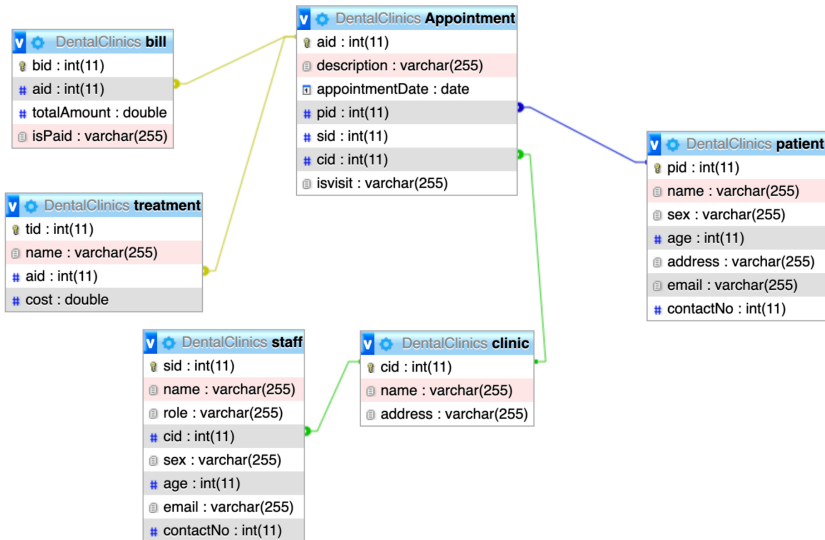 v DentalClinics bill
bid : int(11)
# aid : int(11)
# totalAmount : double
isPaid : varchar(255)
v DentalClinics Appointment
aid : int(11)
description : varchar(255)
appointmentDate : date
# pid : int(11)
# sid : int(11)
# cid : int(11)
isvisit : varchar(255)
v DentalClinics patient
pid : int(11)
name : varchar(255)
sex : varchar(255)
# age : int(11)
address : varchar(255)
email : varchar(255)
# contactNo : int(11)
v DentalClinics treatment
tid : int(11)
name : varchar(255)
# aid : int(11)
# cost : double
v DentalClinics staff
sid : int(11)
name : varchar(255)
role : varchar(255)
# cid : int(11)
sex : varchar(255)
# age : int(11)
email : varchar(255)
# contactNo : int(11)
v DentalClinics clinic
cid : int(11)
name : varchar(255)
address : varchar(255)